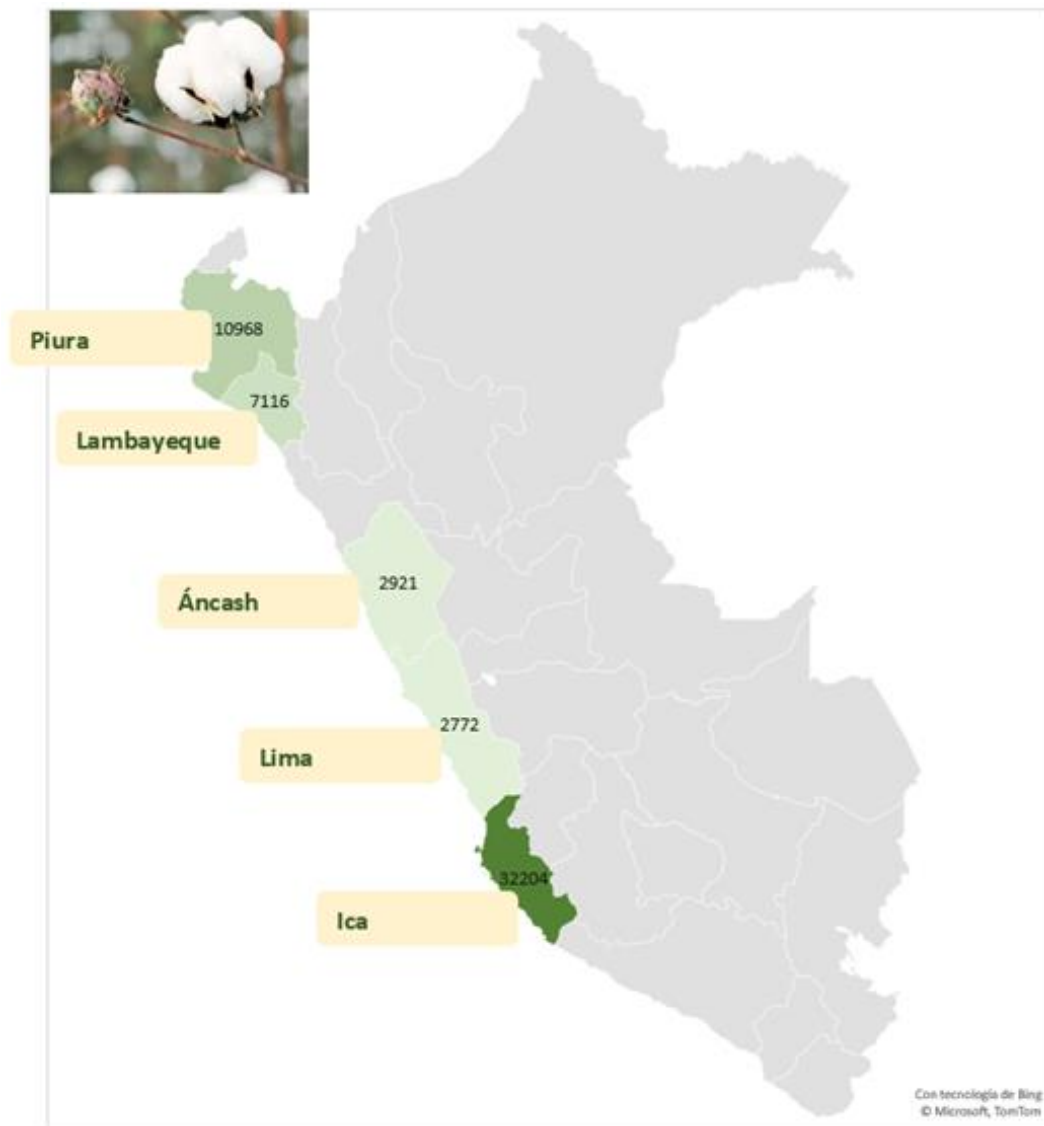 10968
Piura
7116
Lambayeque
2921
Áncash
2772
Lima
32204
Ica
Con tecnología de Bing
© Microsoft, TomTom